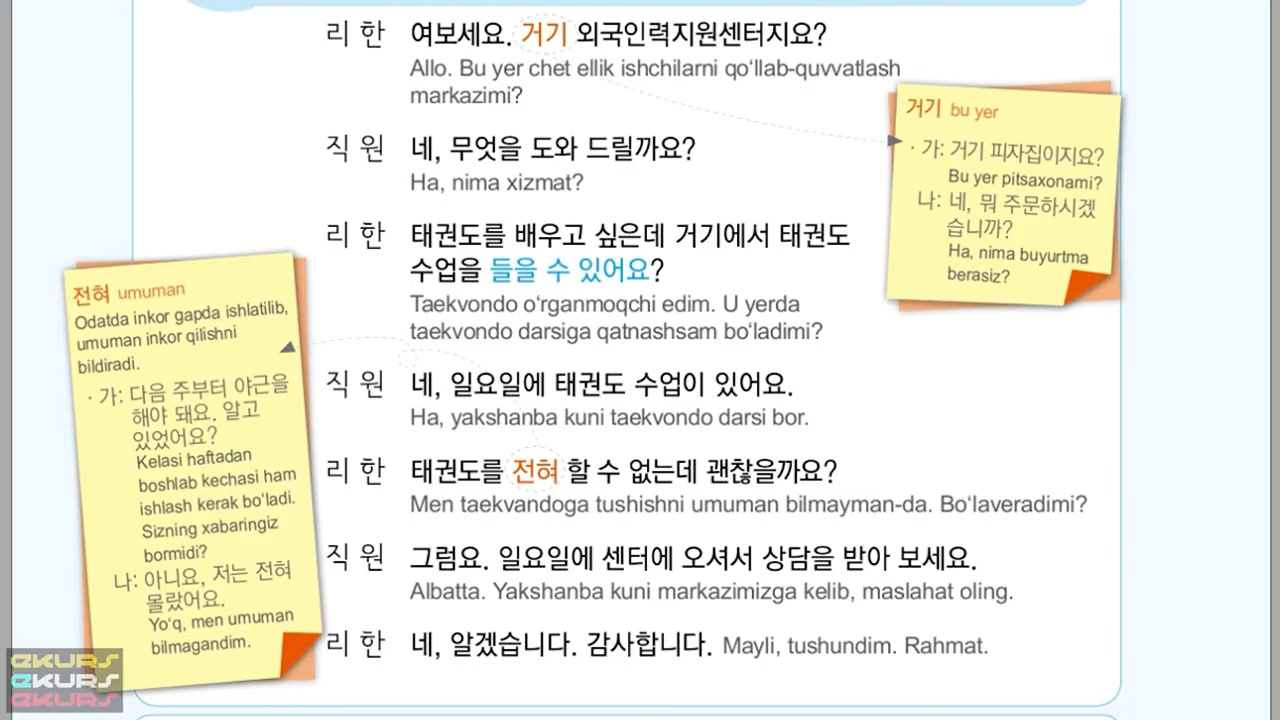 리 한 여보세요. 거기 외국인력지원센터지요?
Allo. Bu yer chet ellik ishchilarni qo‘llab-quvvatlash
markazimi?
직 원 네, 무엇을 도와 드릴까요?
Ha, nima xizmat?
리 한 태권도를 배우고 싶은데 거기에서 태권도
수업을 들을 수 있어요?
Taekvondo o‘rganmoqchi edim. U yerda
taekvondo darsiga qatnashsam bo‘ladimi?
직 원 네, 일요일에 태권도 수업이 있어요.
Ha, yakshanba kuni taekvondo darsi bor.
리 한 태권도를 전혀 할 수 없는데 괜찮을까요?
Men taekvandoga tushishni umuman bilmayman-da. Bo‘laveradimi?
직 원 그럼요. 일요일에 센터에 오셔서 상담을 받아 보세요.
Albatta. Yakshanba kuni markazimizga kelib, maslahat oling.
리 한 네, 알겠습니다. 감사합니다. Mayli, tushundim. Rahmat.
거기 bu yer
· 가: 거기 피자집이지요?
Bu yer pitsaxonami?
나: 네, 뭐 주문하시겠
습니까?
Ha, nima buyurtma
berasiz?
전혀 umuman
Odatda inkor gapda ishlatilib,
umuman inkor qilishni
bildiradi.
· 가: 다음 주부터 야근을
해야 돼요. 알고
있었어요?
Kelasi haftadan
boshlab kechasi ham
ishlash kerak bo‘ladi.
Sizning xabaringiz
bormidi?
나: 아니요, 저는 전혀
몰랐어요.
Yo‘q, men umuman
bilmagandim.
eKURS
eKURS
eKURS